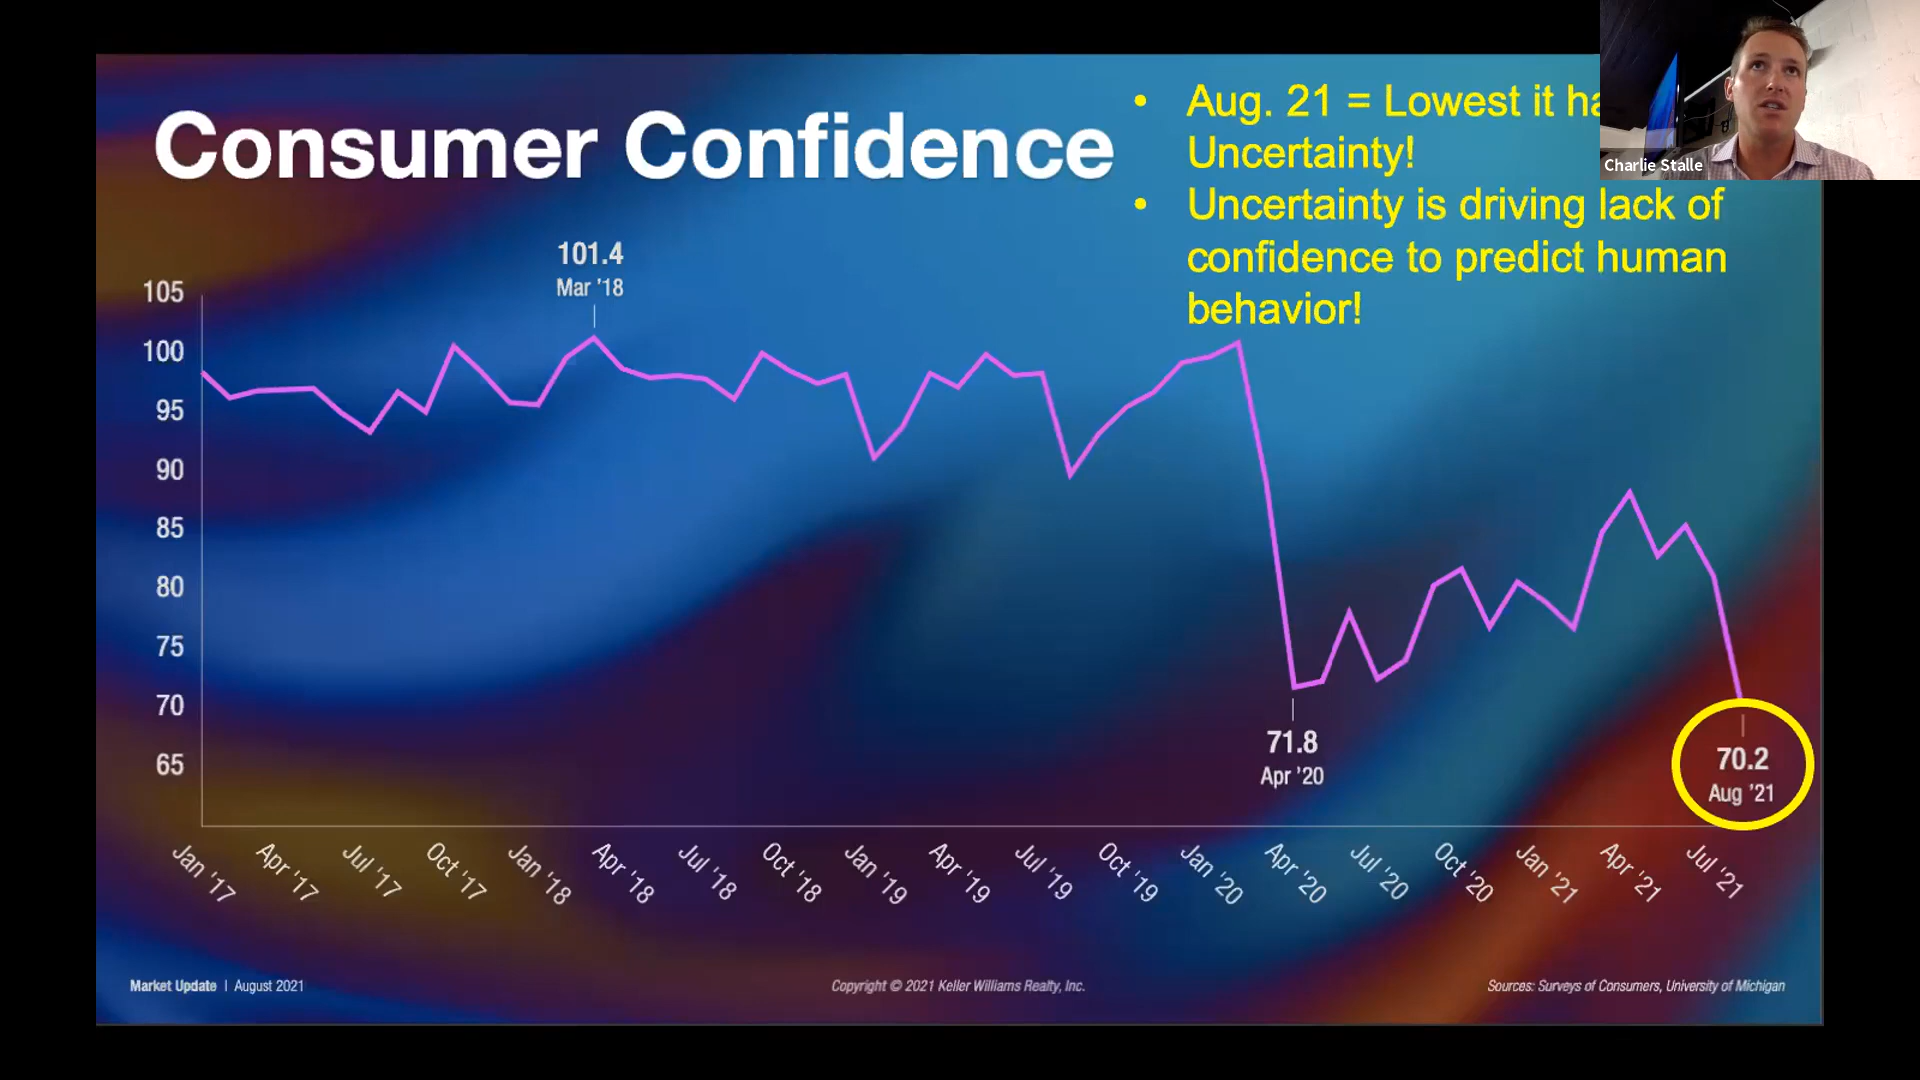 Consumer Confidence
• Aug. 21 = Lowest it
Uncertainty!
• Uncertainty is driving lack of
confidence to predict human
behavior!
Charlie Stalle
101.4
Mar '18
105
100
95
90
85
80
75
70
65
71.8
Apr '20
70.2
Aug '21
Jan '17
Apr '17
Jul '17
Oct '17
Jan '18
Apr '18
Jul '18
Oct '18
Jan '19
Apr '19
Jul '19
Oct '19
Jan '20
Apr '20
Jul '20
Oct '20
Jan '21
Apr '21
Jul '21
Market Update | August 2021
Copyright © 2021 Keller Williams Realty, Inc.
Sources: Surveys of Consumers, University of Michigan